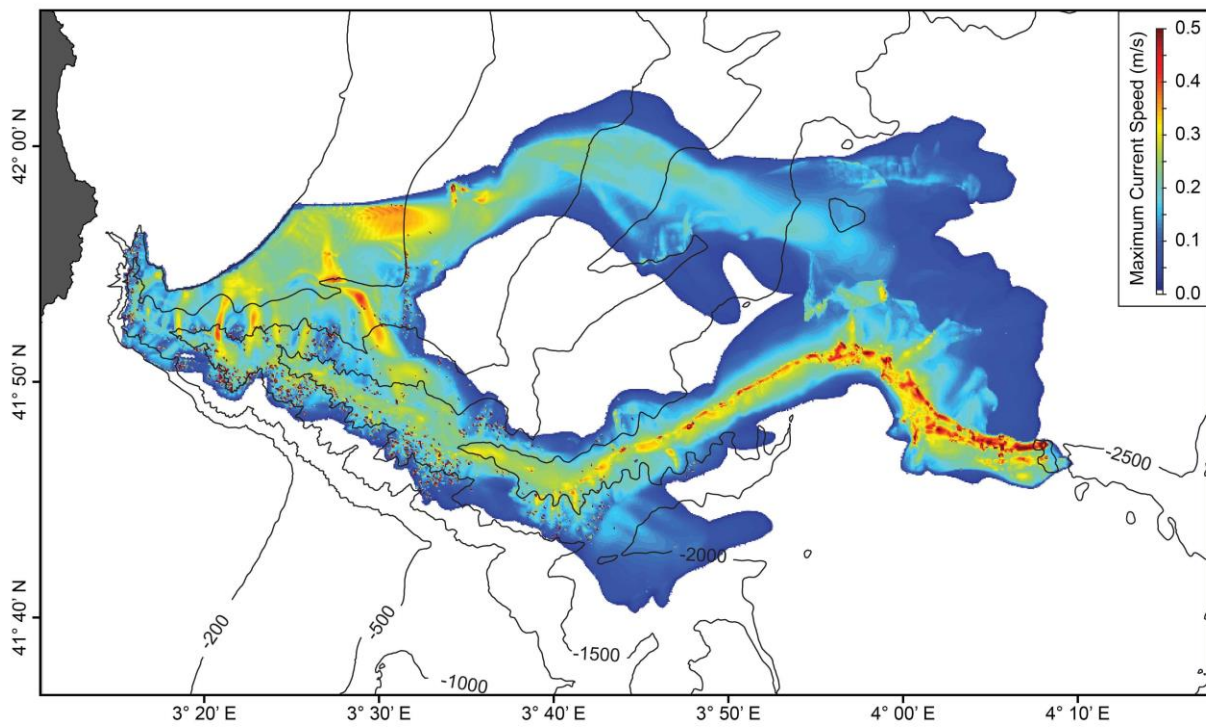 Maximum Current Speed (m/s)
0.5
0.4
0.3
0.2
0.1
0.0
42° 00' N
41° 50' N
41° 40' N
-200
-500
-1000
-1500
-2000
-2500
3° 20' E
3° 30' E
3° 40' E
3° 50' E
4° 00' E
4° 10' E